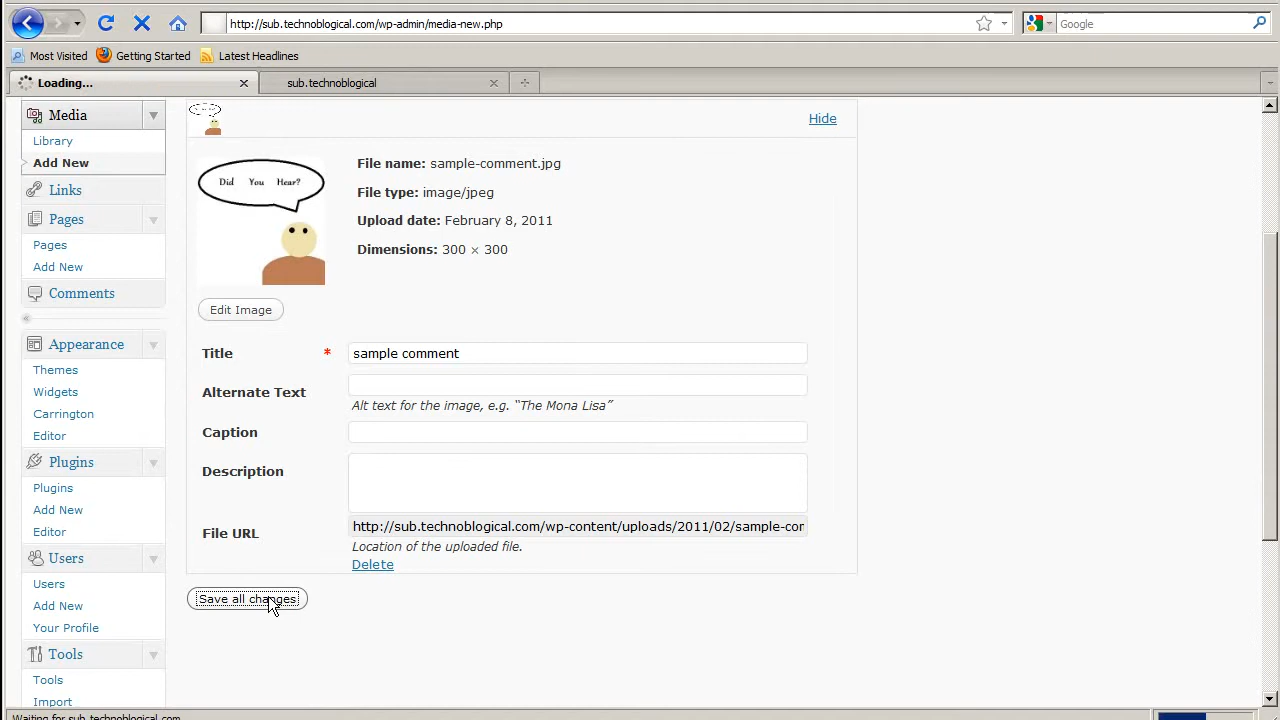 http://sub.technoblogical.com/wp-admin/media-new.php
Google
Most Visited
Getting Started
Latest Headlines
Loading...
sub.technoblogical
Media
Library
Add New
Links
Pages
Pages
Add New
Comments
Appearance
Themes
Widgets
Carrington
Editor
Plugins
Plugins
Add New
Editor
Users
Users
Add New
Your Profile
Tools
Tools
Import
Hide
Did You Hear?
File name: sample-comment.jpg
File type: image/jpeg
Upload date: February 8, 2011
Dimensions: 300 × 300
Edit Image
Title * sample comment
Alternate Text
Alt text for the image, e.g. “The Mona Lisa”
Caption
Description
File URL http://sub.technoblogical.com/wp-content/uploads/2011/02/sample-cor
Location of the uploaded file.
Delete
Save all changes
Waiting for sub.technoblogical.com